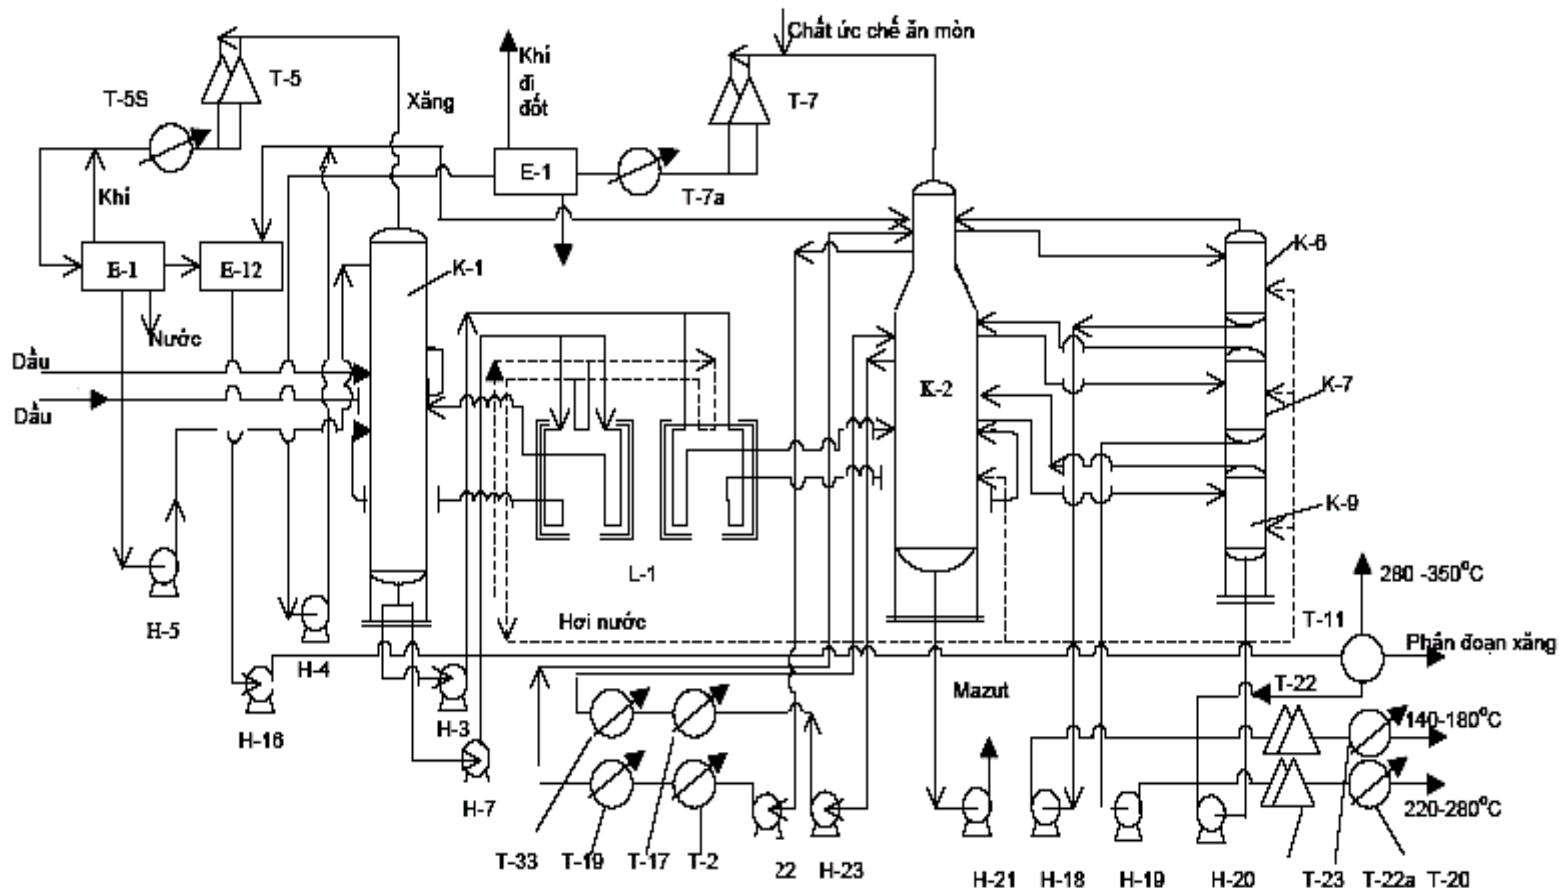 Chất ức chế ăn mòn
Khí
đi
đốt
T-5
T-5S
Xăng
T-7
E-1
T-7a
Khí
E-1
E-12
K-1
K-6
Nước
Dầu
Dầu
K-2
K-7
K-9
L-1
280 -350°C
H-5
Hơi nước
T-11
Phân đoạn xăng
H-4
H-3
Mazut
T-22
140-180°C
H-16
H-7
220-280°C
T-33
T-19
T-17
T-2
22
H-23
H-21
H-18
H-19
H-20
T-23
T-22a
T-20